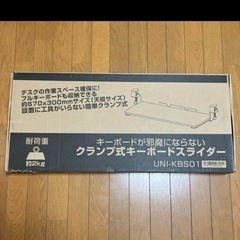 デスクの作業スペース確保に!
フルキーボードも収納できる
約670×300mmサイズ(天板サイズ)
設置に工具がいらない簡単クランプ式
耐荷重
約2kg
キーボードが邪魔にならない
クランプ式キーボードスライダー
UNI-KBS01